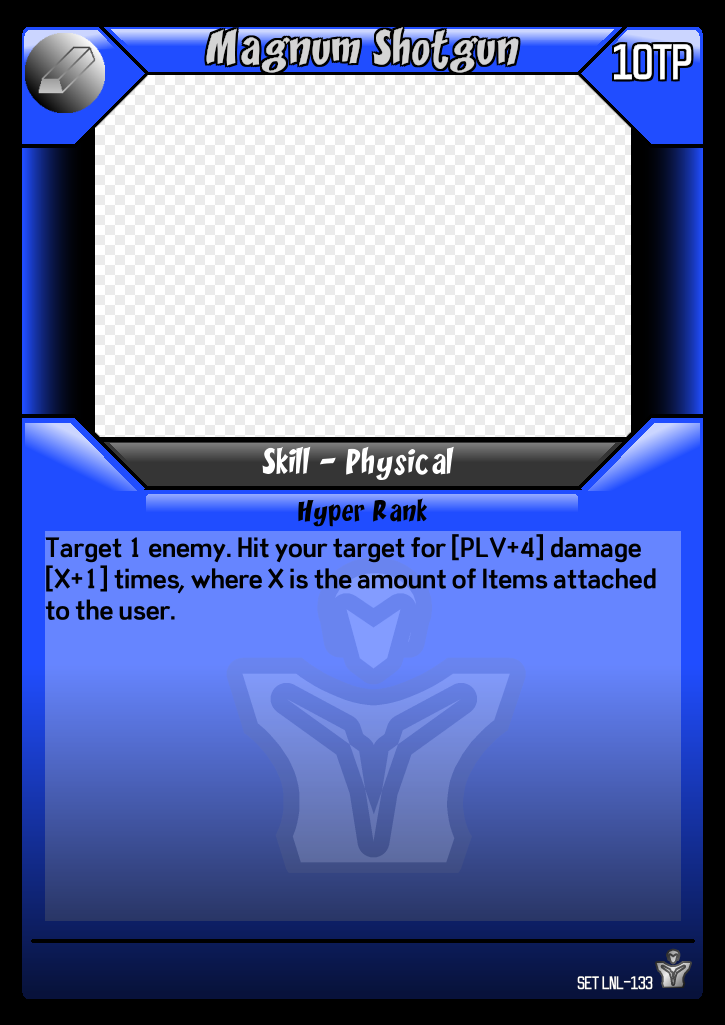 Magnum Shotgun
10TP
Skill - Physical
Hyper Rank
Target 1 enemy. Hit your target for [PLV+4] damage
[X+1] times, where X is the amount of Items attached
to the user.
SET LNL-133